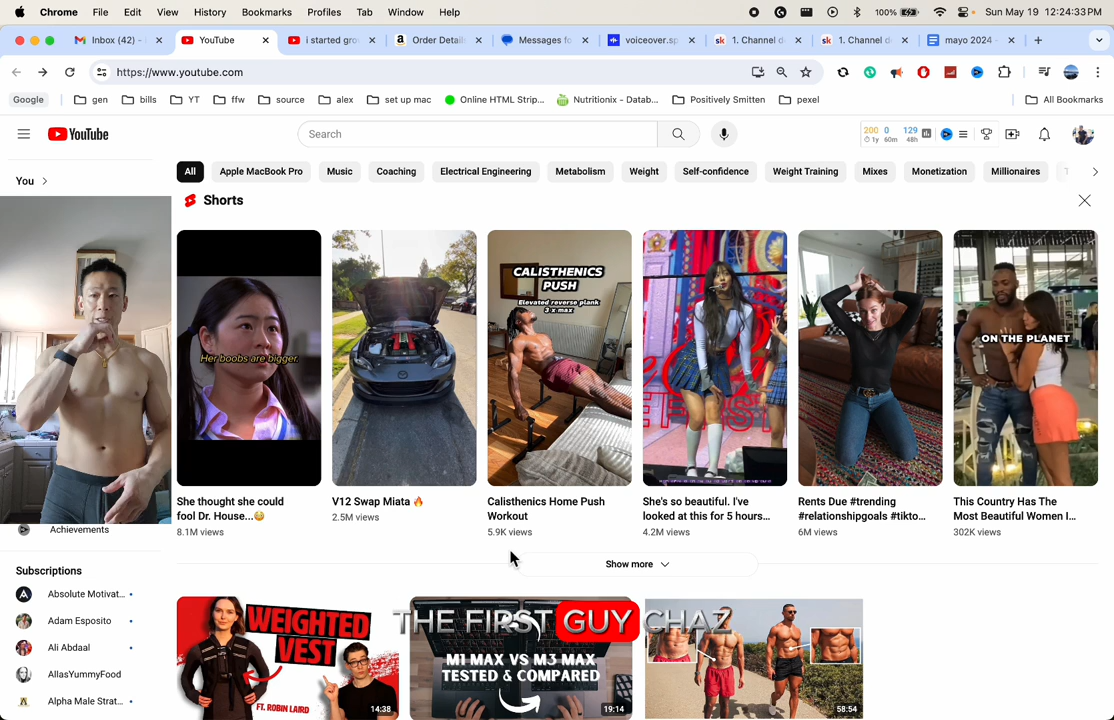 Chrome File Edit View History Bookmarks Profiles Tab Window Help 100% Sun May 19 12:24:33 PM
Inbox (42) - YouTube i started gro Order Detail Messages fo voiceover.sp 1. Channel d 1. Channel d mayo 2024 -
https://www.youtube.com
Google gen bills YT ffw source alex set up mac Online HTML Strip... Nutritionix - Datab... Positively Smitten pexel All Bookmarks
YouTube Search 200 0 129
1y 60m 48h
All Apple MacBook Pro Music Coaching Electrical Engineering Metabolism Weight Self-confidence Weight Training Mixes Monetization Millionaires
You
Shorts
CALISTHENICS
PUSH
Elevated reverse plank
3 x max
Her boobs are bigger.
ON THE PLANET
She thought she could
fool Dr. House...
8.1M views
V12 Swap Miata
2.5M views
Calisthenics Home Push
Workout
5.9K views
She's so beautiful. I've
looked at this for 5 hours...
4.2M views
Rents Due #trending
#relationshipgoals #tikto...
6M views
This Country Has The
Most Beautiful Women I...
302K views
Achievements
Show more
Subscriptions
Absolute Motivat...
Adam Esposito
Ali Abdaal
AllasYummyFood
Alpha Male Strat...
WEIGHTED
VEST
FT. ROBIN LAIRD
14:38
THE FIRST GUY CHAZ
M1 MAX VS M3 MAX
TESTED & COMPARED
19:14
58:54